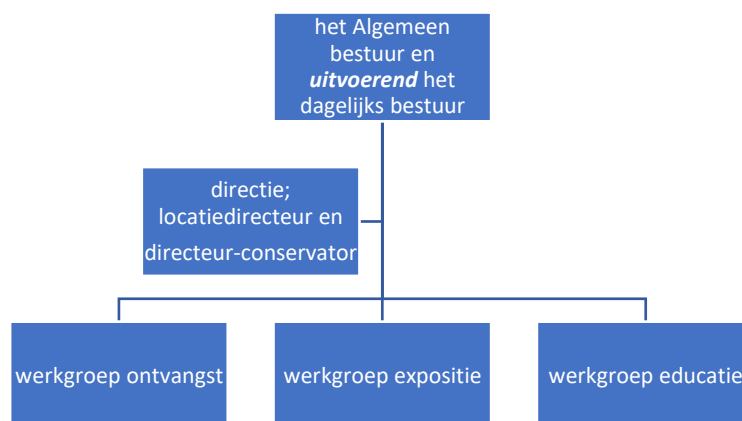 het Algemeen
bestuur en
uitvoerend het
dagelijks bestuur
directie;
locatiedirecteur en
directeur-conservator
werkgroep ontvangst
werkgroep expositie
werkgroep educatie